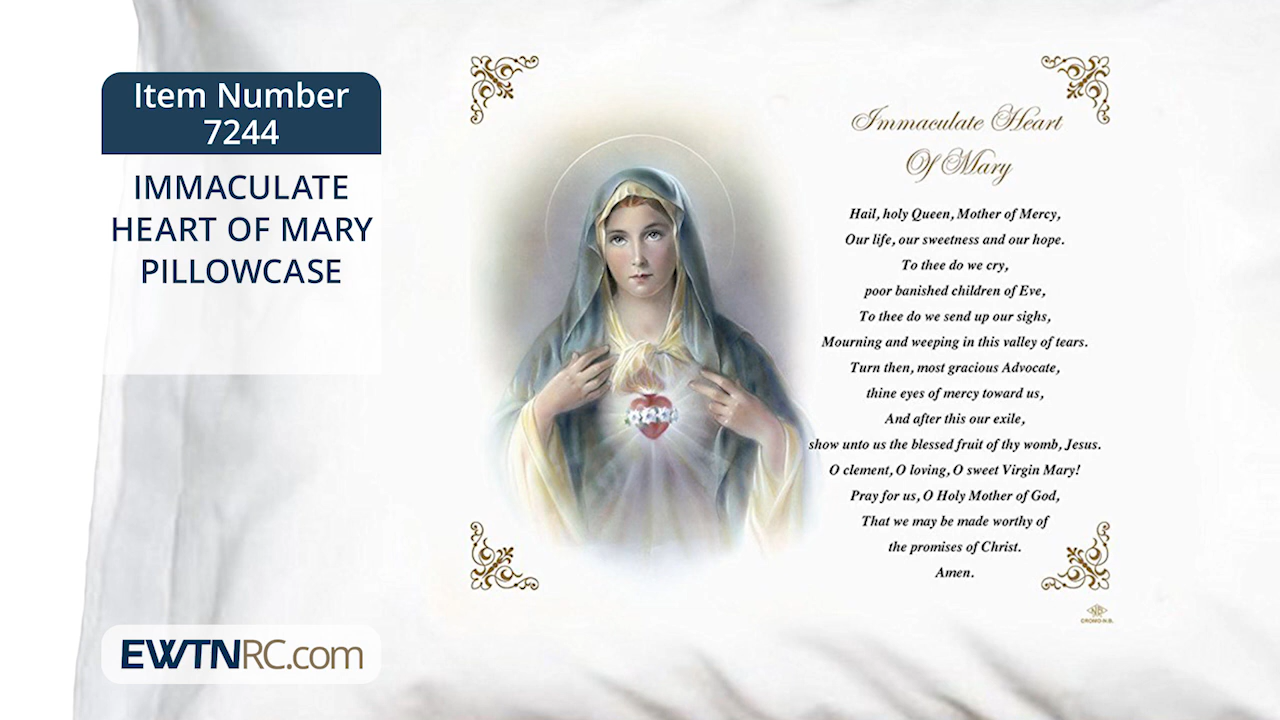 Item Number
7244
IMMACULATE
HEART OF MARY
PILLOWCASE
EWTNRC.com
Immaculate Heart
Of Mary
Hail, holy Queen, Mother of Mercy,
Our life, our sweetness and our hope.
To thee do we cry,
poor banished children of Eve,
To thee do we send up our sighs,
Mourning and weeping in this valley of tears.
Turn then, most gracious Advocate,
thine eyes of mercy toward us,
And after this our exile,
show unto us the blessed fruit of thy womb, Jesus.
O clement, O loving, O sweet Virgin Mary!
Pray for us, O Holy Mother of God,
That we may be made worthy of
the promises of Christ.
Amen.
NB
CROMO N.B.